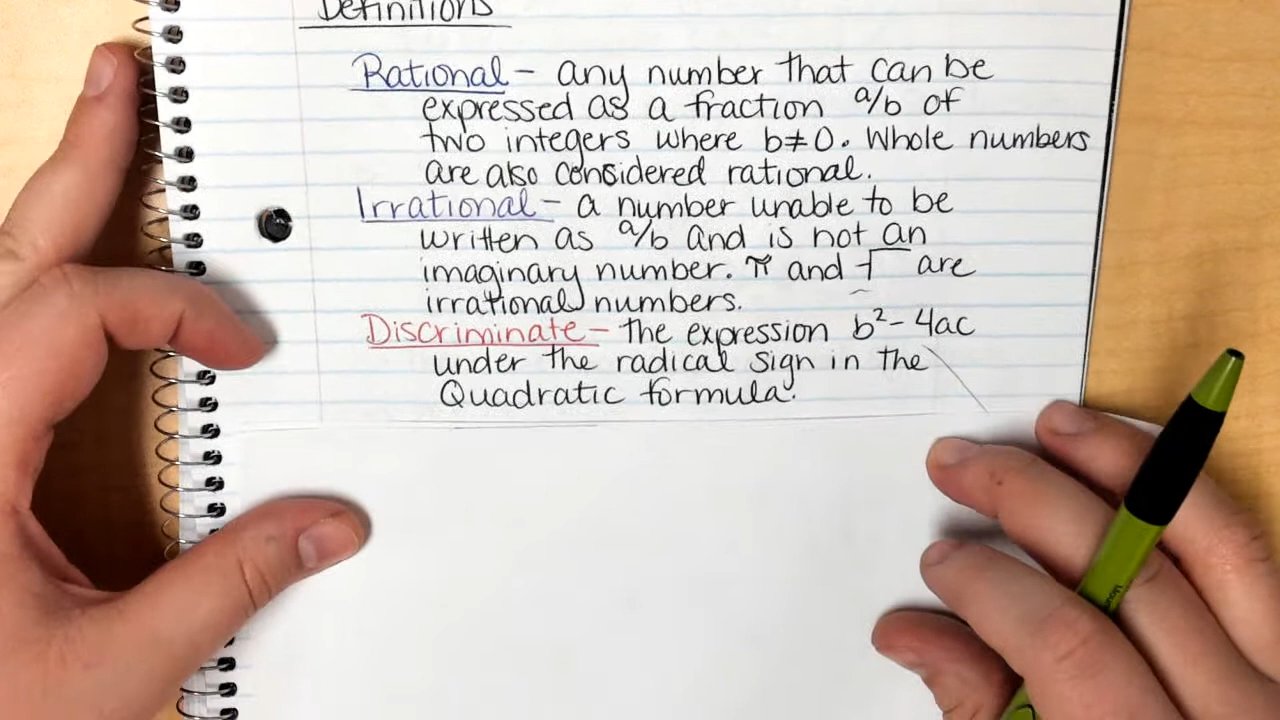 Definitions
Rational - any number that can be
expressed as a fraction a/b of
two integers where b≠0. Whole numbers
are also considered rational.
Irrational - a number unable to be
written as a/b and is not an
imaginary number. π and √ are
irrational numbers.
Discriminate - the expression b²-4ac
under the radical sign in the
Quadratic formula.